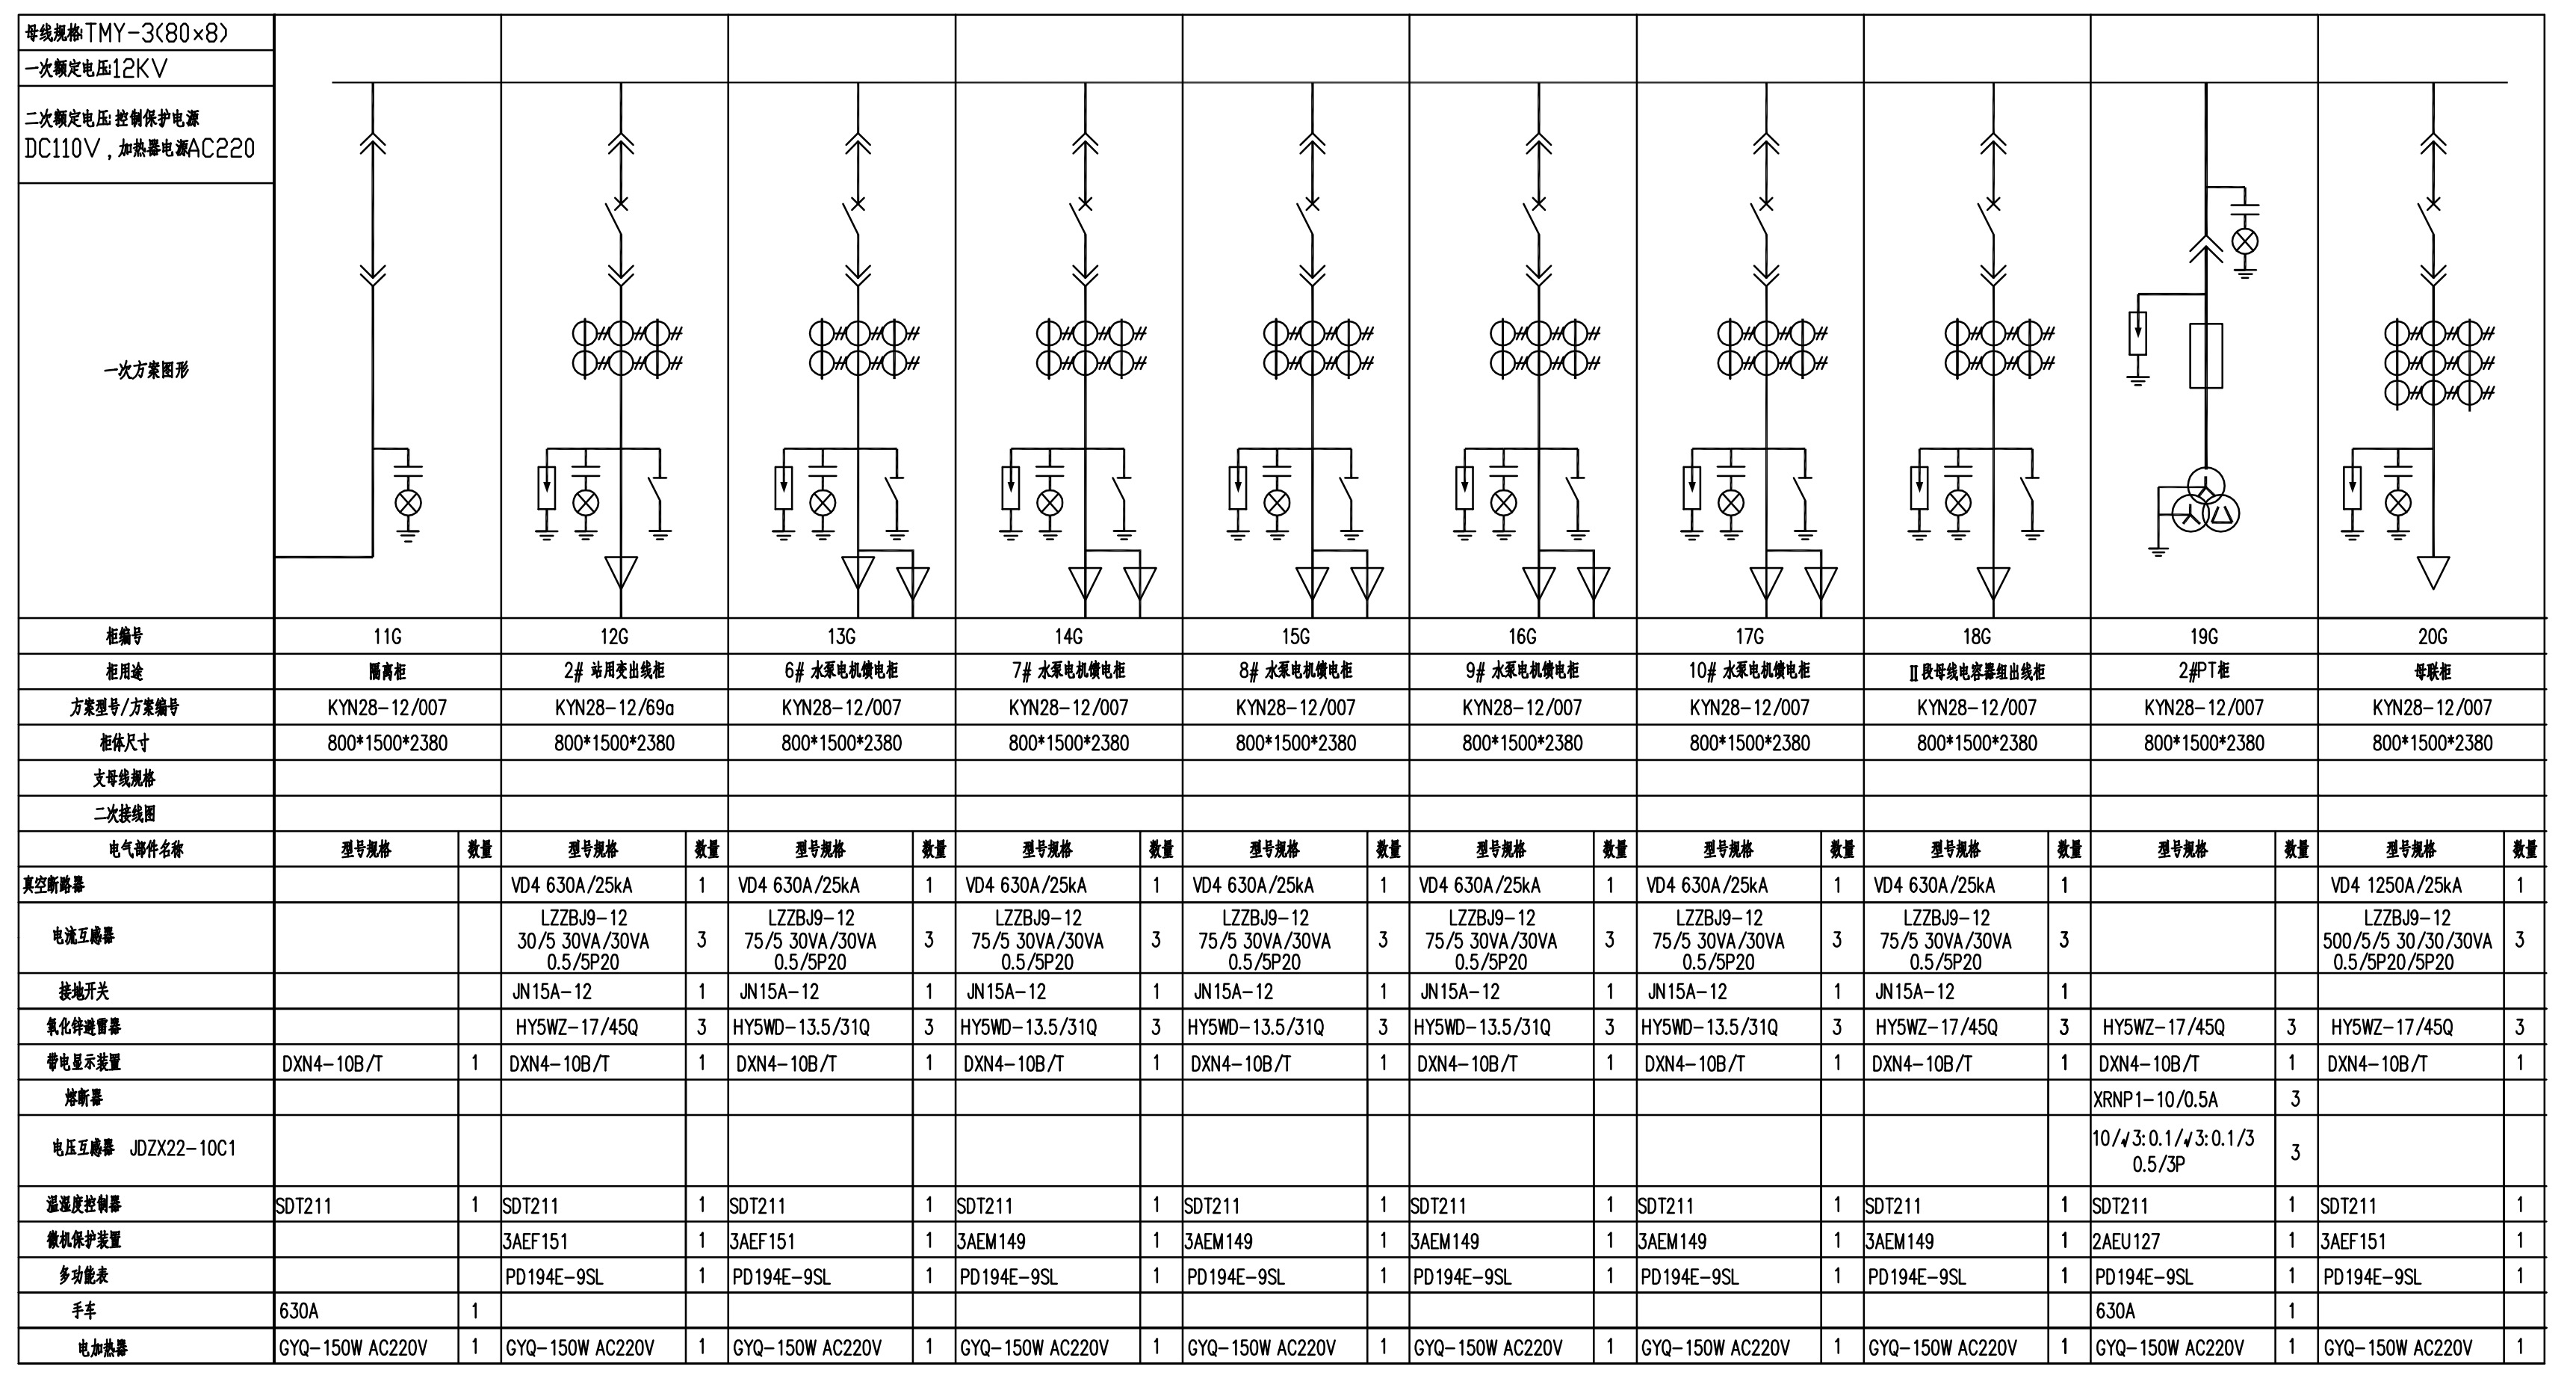 母线规格:TMY-3(80×8)
一次额定电压:12KV
二次额定电压: 控制保护电源
DC110V , 加热器电源AC220
一次方案图形
柜编号 11G 12G 13G 14G 15G 16G 17G 18G 19G 20G
柜用途 隔离柜 2# 站用变出线柜 6# 水泵电机馈电柜 7# 水泵电机馈电柜 8# 水泵电机馈电柜 9# 水泵电机馈电柜 10# 水泵电机馈电柜 Ⅱ段母线电容器组出线柜 2#PT柜 母联柜
方案型号/方案编号 KYN28-12/007 KYN28-12/69a KYN28-12/007 KYN28-12/007 KYN28-12/007 KYN28-12/007 KYN28-12/007 KYN28-12/007 KYN28-12/007 KYN28-12/007
柜体尺寸 800*1500*2380 800*1500*2380 800*1500*2380 800*1500*2380 800*1500*2380 800*1500*2380 800*1500*2380 800*1500*2380 800*1500*2380 800*1500*2380
支母线规格
二次接线图
电气部件名称 型号规格 数量 型号规格 数量 型号规格 数量 型号规格 数量 型号规格 数量 型号规格 数量 型号规格 数量 型号规格 数量 型号规格 数量 型号规格 数量
真空断路器 VD4 630A/25kA 1 VD4 630A/25kA 1 VD4 630A/25kA 1 VD4 630A/25kA 1 VD4 630A/25kA 1 VD4 630A/25kA 1 VD4 630A/25kA 1 VD4 1250A/25kA 1
LZZBJ9-12 LZZBJ9-12 LZZBJ9-12 LZZBJ9-12 LZZBJ9-12 LZZBJ9-12 LZZBJ9-12 LZZBJ9-12
电流互感器 30/5 30VA/30VA 3 75/5 30VA/30VA 3 75/5 30VA/30VA 3 75/5 30VA/30VA 3 75/5 30VA/30VA 3 75/5 30VA/30VA 3 75/5 30VA/30VA 3 500/5/5 30/30/30VA 3
0.5/5P20 0.5/5P20 0.5/5P20 0.5/5P20 0.5/5P20 0.5/5P20 0.5/5P20 0.5/5P20/5P20
接地开关 JN15A-12 1 JN15A-12 1 JN15A-12 1 JN15A-12 1 JN15A-12 1 JN15A-12 1 JN15A-12 1
氧化锌避雷器 HY5WZ-17/45Q 3 HY5WD-13.5/31Q 3 HY5WD-13.5/31Q 3 HY5WD-13.5/31Q 3 HY5WD-13.5/31Q 3 HY5WD-13.5/31Q 3 HY5WZ-17/45Q 3 HY5WZ-17/45Q 3 HY5WZ-17/45Q 3
带电显示装置 DXN4-10B/T 1 DXN4-10B/T 1 DXN4-10B/T 1 DXN4-10B/T 1 DXN4-10B/T 1 DXN4-10B/T 1 DXN4-10B/T 1 DXN4-10B/T 1 DXN4-10B/T 1 DXN4-10B/T 1
熔断器 XRNP1-10/0.5A 3
电压互感器 JDZX22-10C1 10/√3:0.1/√3:0.1/3 3
0.5/3P
温湿度控制器 SDT211 1 SDT211 1 SDT211 1 SDT211 1 SDT211 1 SDT211 1 SDT211 1 SDT211 1 SDT211 1 SDT211 1
微机保护装置 3AEF151 1 3AEF151 1 3AEM149 1 3AEM149 1 3AEM149 1 3AEM149 1 3AEM149 1 2AEU127 1 3AEF151 1
多功能表 PD194E-9SL 1 PD194E-9SL 1 PD194E-9SL 1 PD194E-9SL 1 PD194E-9SL 1 PD194E-9SL 1 PD194E-9SL 1 PD194E-9SL 1 PD194E-9SL 1
手车 630A 1 630A 1
电加热器 GYQ-150W AC220V 1 GYQ-150W AC220V 1 GYQ-150W AC220V 1 GYQ-150W AC220V 1 GYQ-150W AC220V 1 GYQ-150W AC220V 1 GYQ-150W AC220V 1 GYQ-150W AC220V 1 GYQ-150W AC220V 1 GYQ-150W AC220V 1